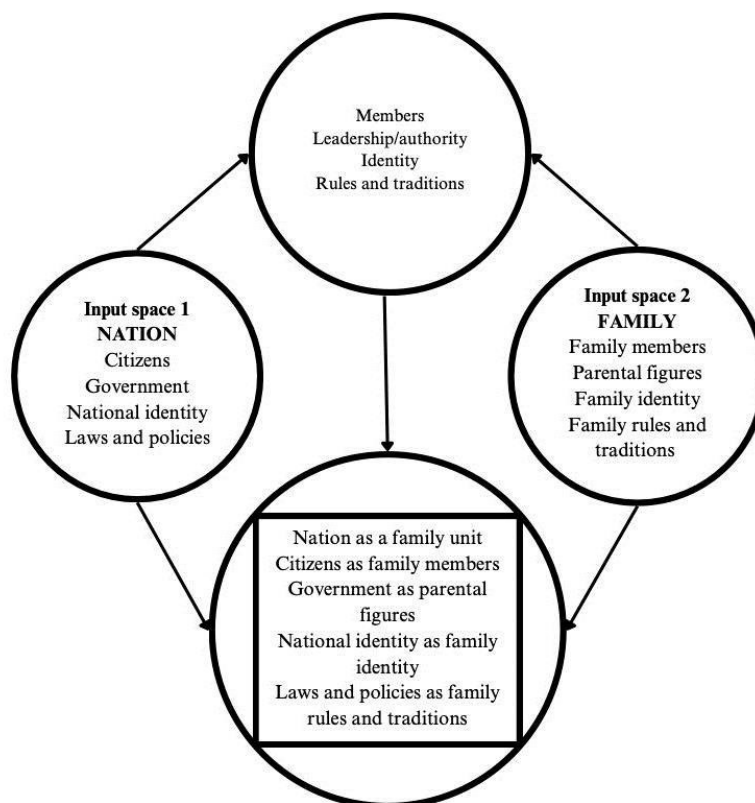 Members
Leadership/authority
Identity
Rules and traditions
Input space 1
NATION
Citizens
Government
National identity
Laws and policies
Input space 2
FAMILY
Family members
Parental figures
Family identity
Family rules and
traditions
Nation as a family unit
Citizens as family members
Government as parental
figures
National identity as family
identity
Laws and policies as family
rules and traditions